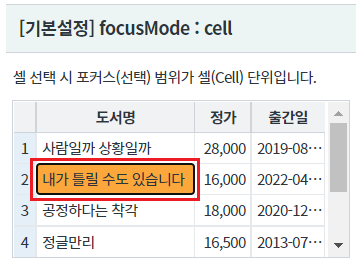 [기본설정] focusMode : cell
셀 선택 시 포커스(선택) 범위가 셀(Cell) 단위입니다.
도서명 정가 출간일
1 사람일까 상황일까 28,000 2019-08…
2 내가 틀릴 수도 있습니다 16,000 2022-04…
3 공정하다는 착각 18,000 2020-12…
4 정글만리 16,500 2013-07…